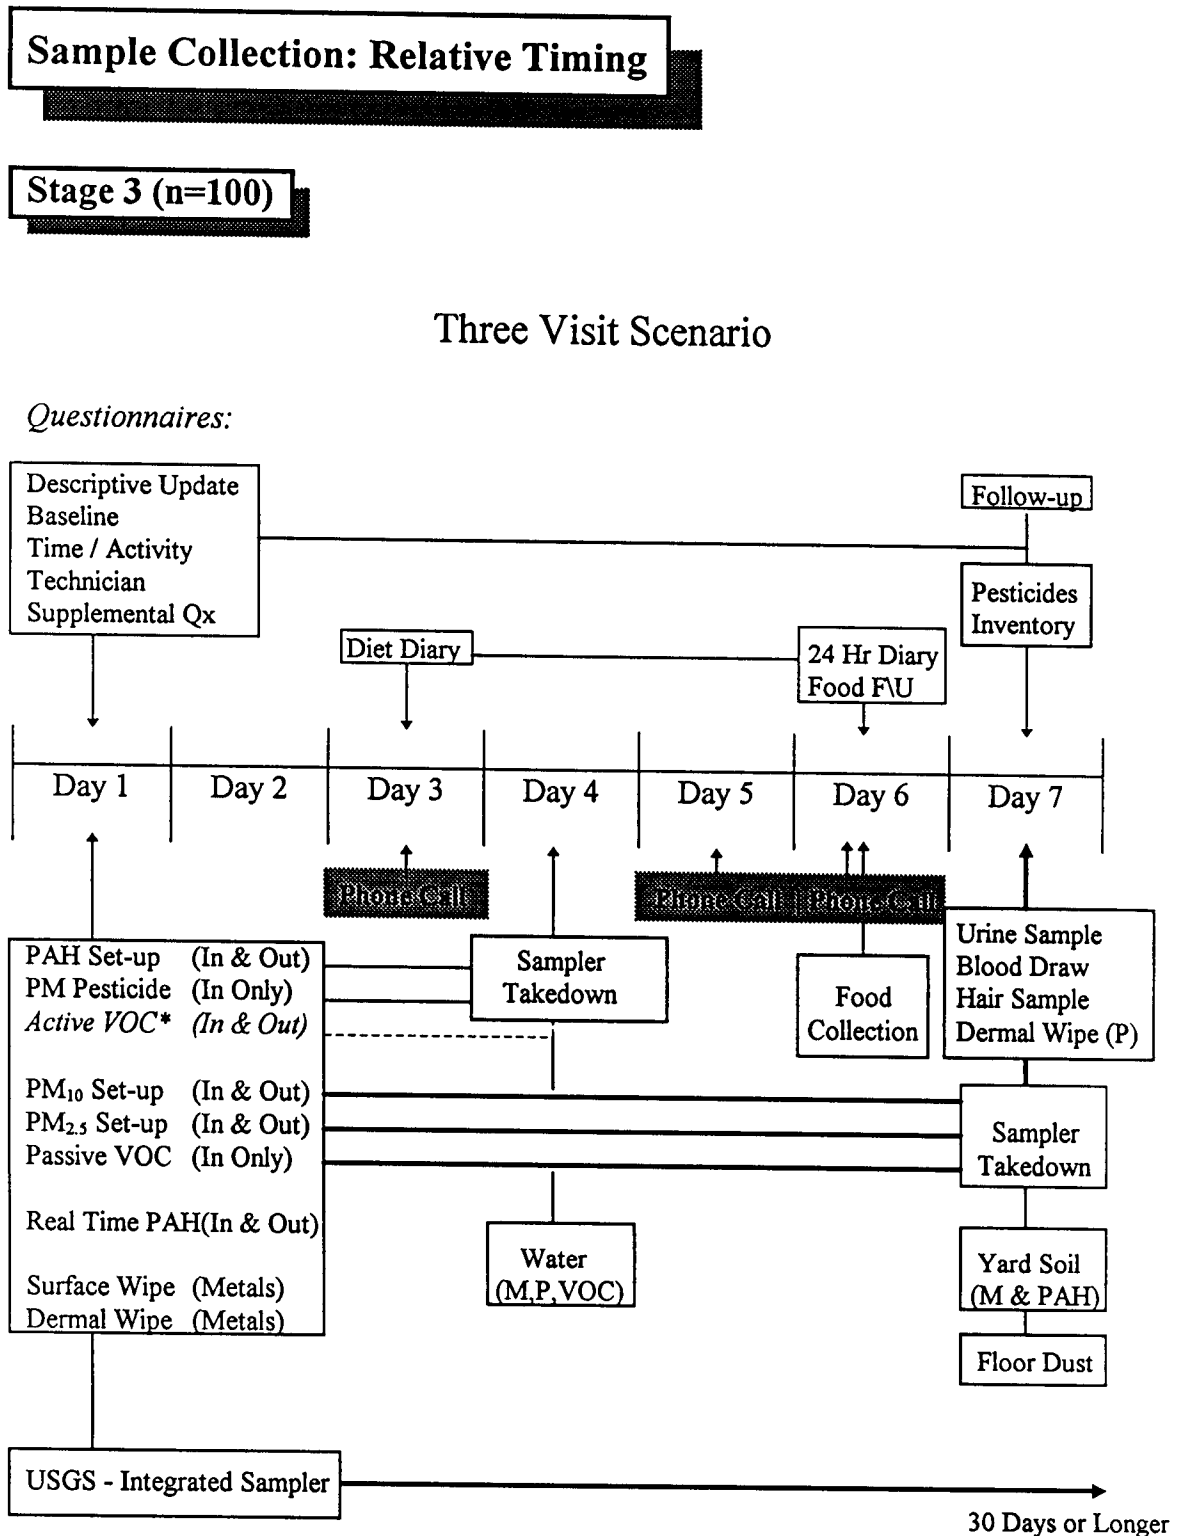 Sample Collection: Relative Timing
Stage 3 (n=100)
Three Visit Scenario
Questionnaires:
Descriptive Update
Baseline
Time / Activity
Technician
Supplemental Qx
Follow-up
Pesticides
Inventory
Diet Diary
24 Hr Diary
Food F\U
Day 1
Day 2
Day 3
Day 4
Day 5
Day 6
Day 7
Phone Call
Phone Call
Phone Call
PAH Set-up (In & Out)
PM Pesticide (In Only)
Active VOC* (In & Out)
PM10 Set-up (In & Out)
PM2.5 Set-up (In & Out)
Passive VOC (In Only)
Real Time PAH(In & Out)
Surface Wipe (Metals)
Dermal Wipe (Metals)
Sampler
Takedown
Water
(M,P,VOC)
Food
Collection
Urine Sample
Blood Draw
Hair Sample
Dermal Wipe (P)
Sampler
Takedown
Yard Soil
(M & PAH)
Floor Dust
USGS - Integrated Sampler
30 Days or Longer